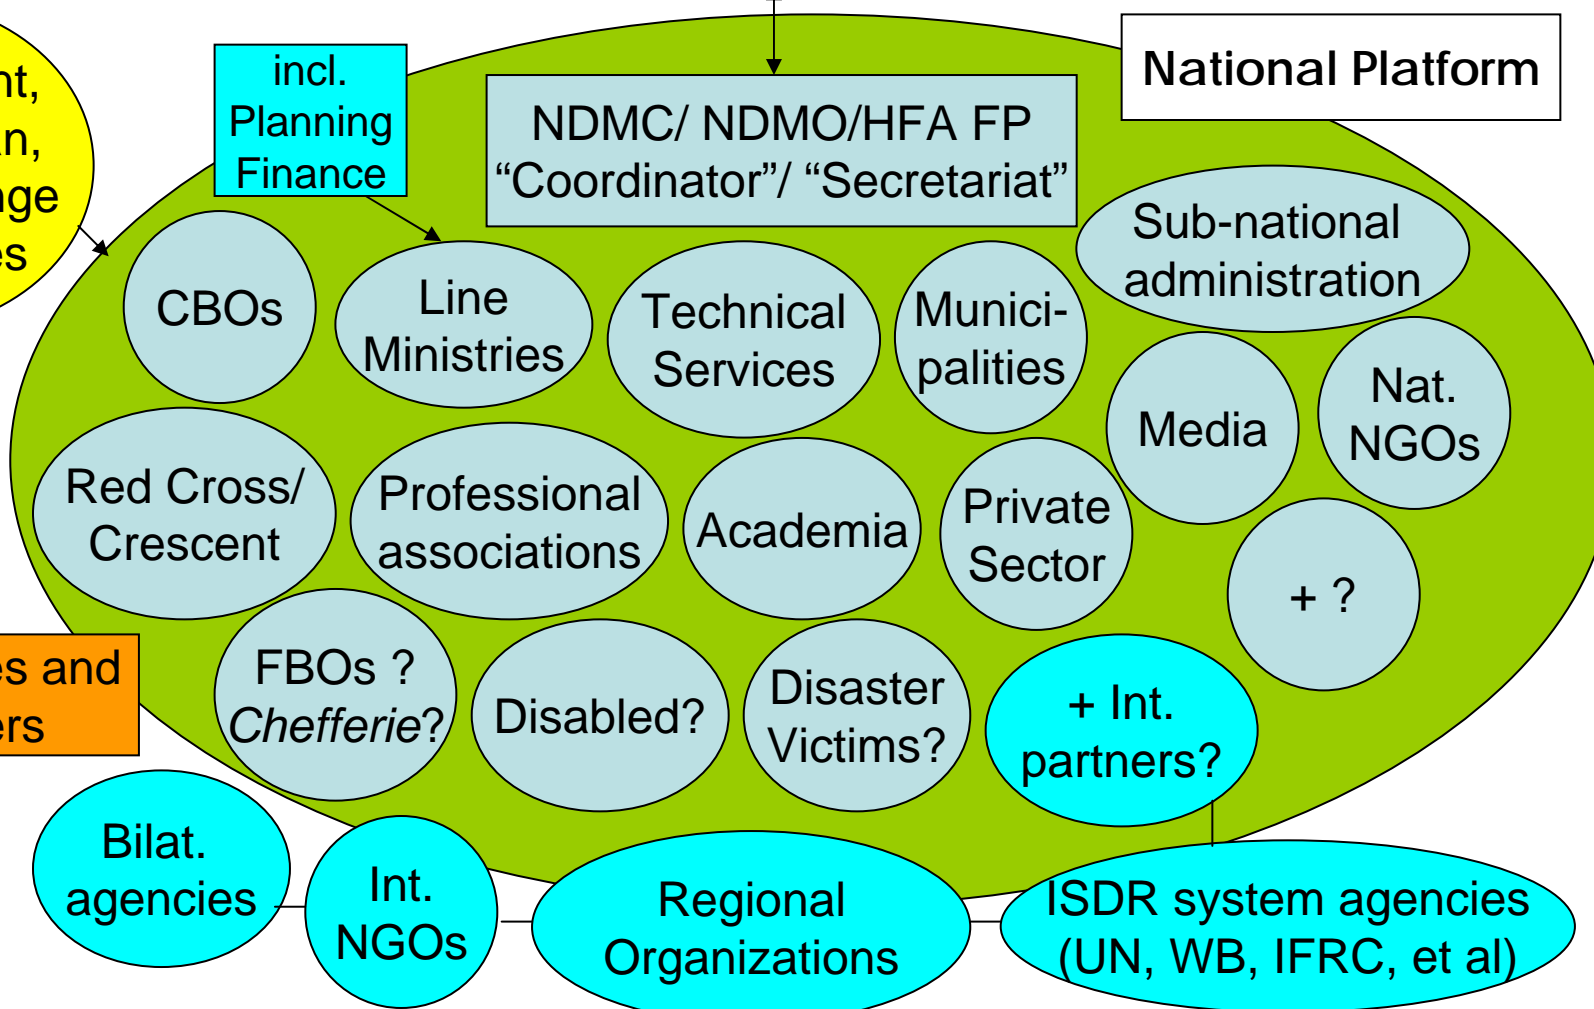 National Platform
incl.
Planning
Finance
NDMC/ NDMO/HFA FP
“Coordinator”/ “Secretariat”
Sub-national
administration
CBOs
Line
Ministries
Technical
Services
Munici-
palities
Media
Nat.
NGOs
Red Cross/
Crescent
Professional
associations
Academia
Private
Sector
+ ?
and
FBOs ?
Chefferie?
Disabled?
Disaster
Victims?
+ Int.
partners?
Bilat.
agencies
Int.
NGOs
Regional
Organizations
ISDR system agencies
(UN, WB, IFRC, et al)